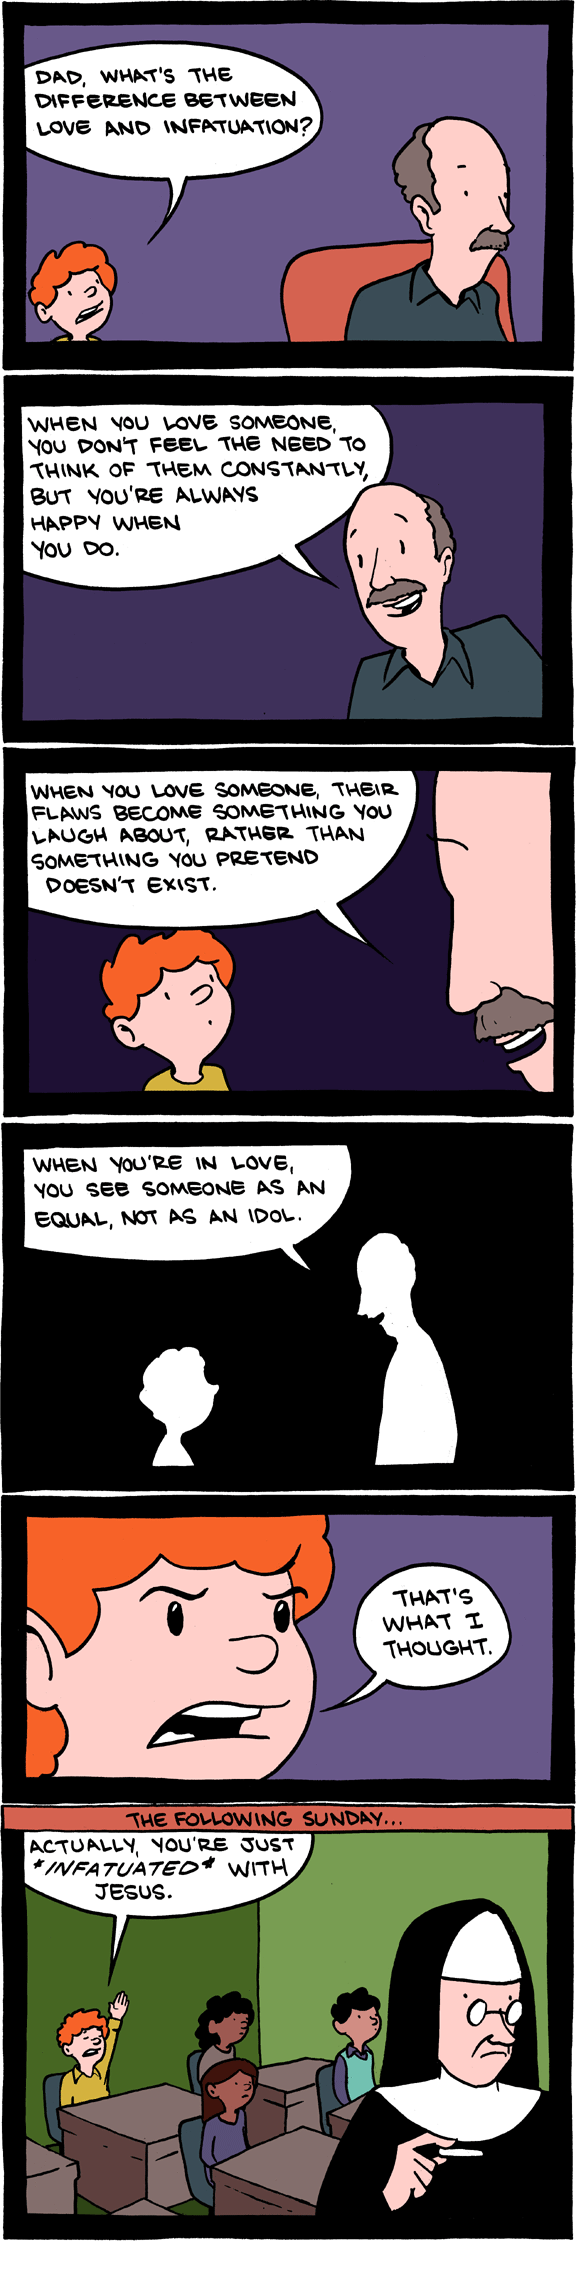 DAD, WHAT'S THE
DIFFERENCE BETWEEN
LOVE AND INFATUATION?
WHEN YOU LOVE SOMEONE,
YOU DON'T FEEL THE NEED TO
THINK OF THEM CONSTANTLY,
BUT YOU'RE ALWAYS
HAPPY WHEN
YOU DO.
WHEN YOU LOVE SOMEONE, THEIR
FLAWS BECOME SOMETHING YOU
LAUGH ABOUT, RATHER THAN
SOMETHING YOU PRETEND
DOESN'T EXIST.
WHEN YOU'RE IN LOVE,
YOU SEE SOMEONE AS AN
EQUAL, NOT AS AN IDOL.
THAT'S
WHAT I
THOUGHT.
THE FOLLOWING SUNDAY...
ACTUALLY, YOU'RE JUST
*INFATUATED* WITH
JESUS.